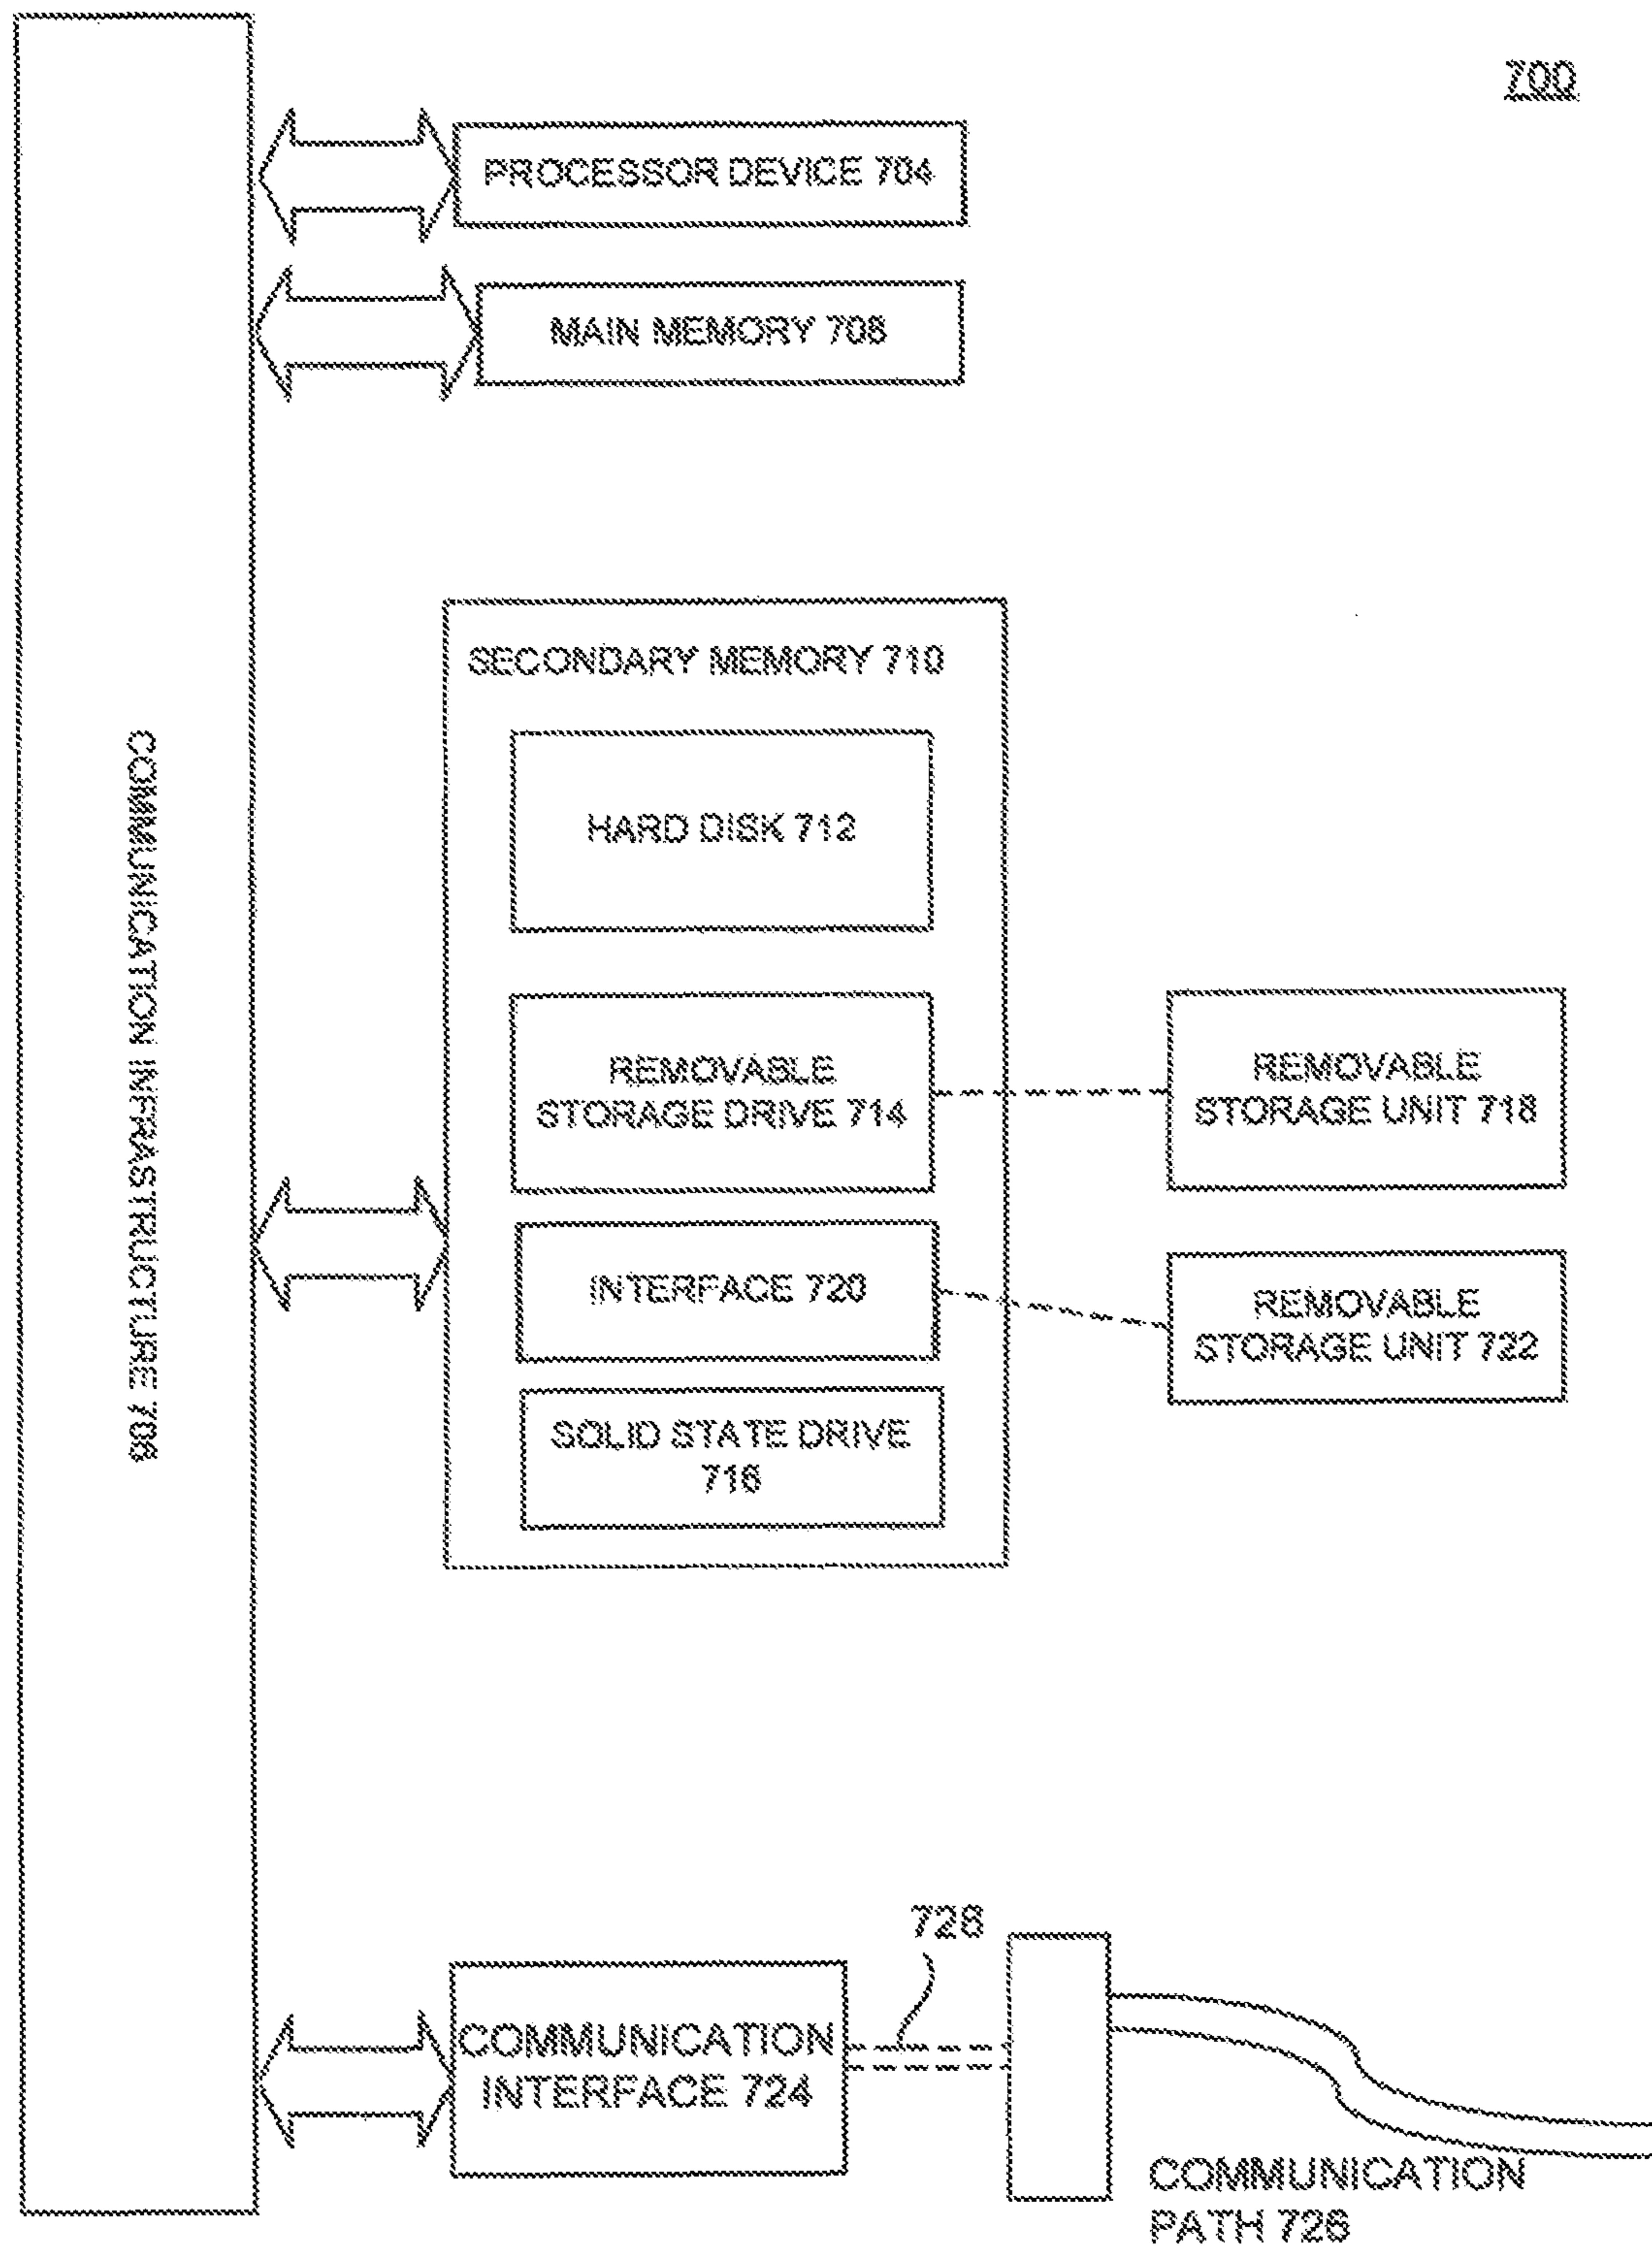 700
PROCESSOR DEVICE 704
MAIN MEMORY 708
SECONDARY MEMORY 710
HARD DISK 712
REMOVABLE
STORAGE DRIVE 714
REMOVABLE
STORAGE UNIT 718
INTERFACE 720
REMOVABLE
STORAGE UNIT 722
SOLID STATE DRIVE
716
COMMUNICATION INFRASTRUCTURE 706
728
COMMUNICATION
INTERFACE 724
COMMUNICATION
PATH 726